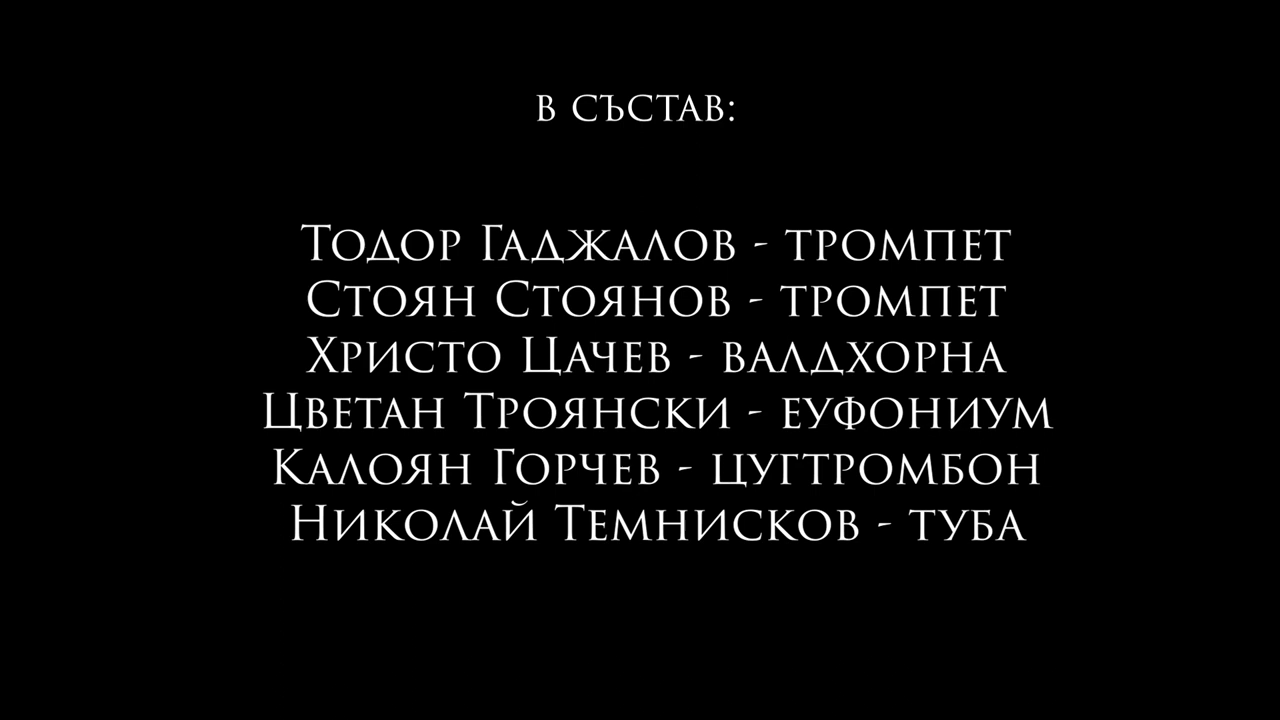 В СЪСТАВ:
Тодор Гаджалов - тромпет
Стоян Стоянов - тромпет
Христо Цачев - валдхорна
Цветан Троянски - еуфониум
Калоян Горчев - цугтромбон
Николай Темнисков - туба